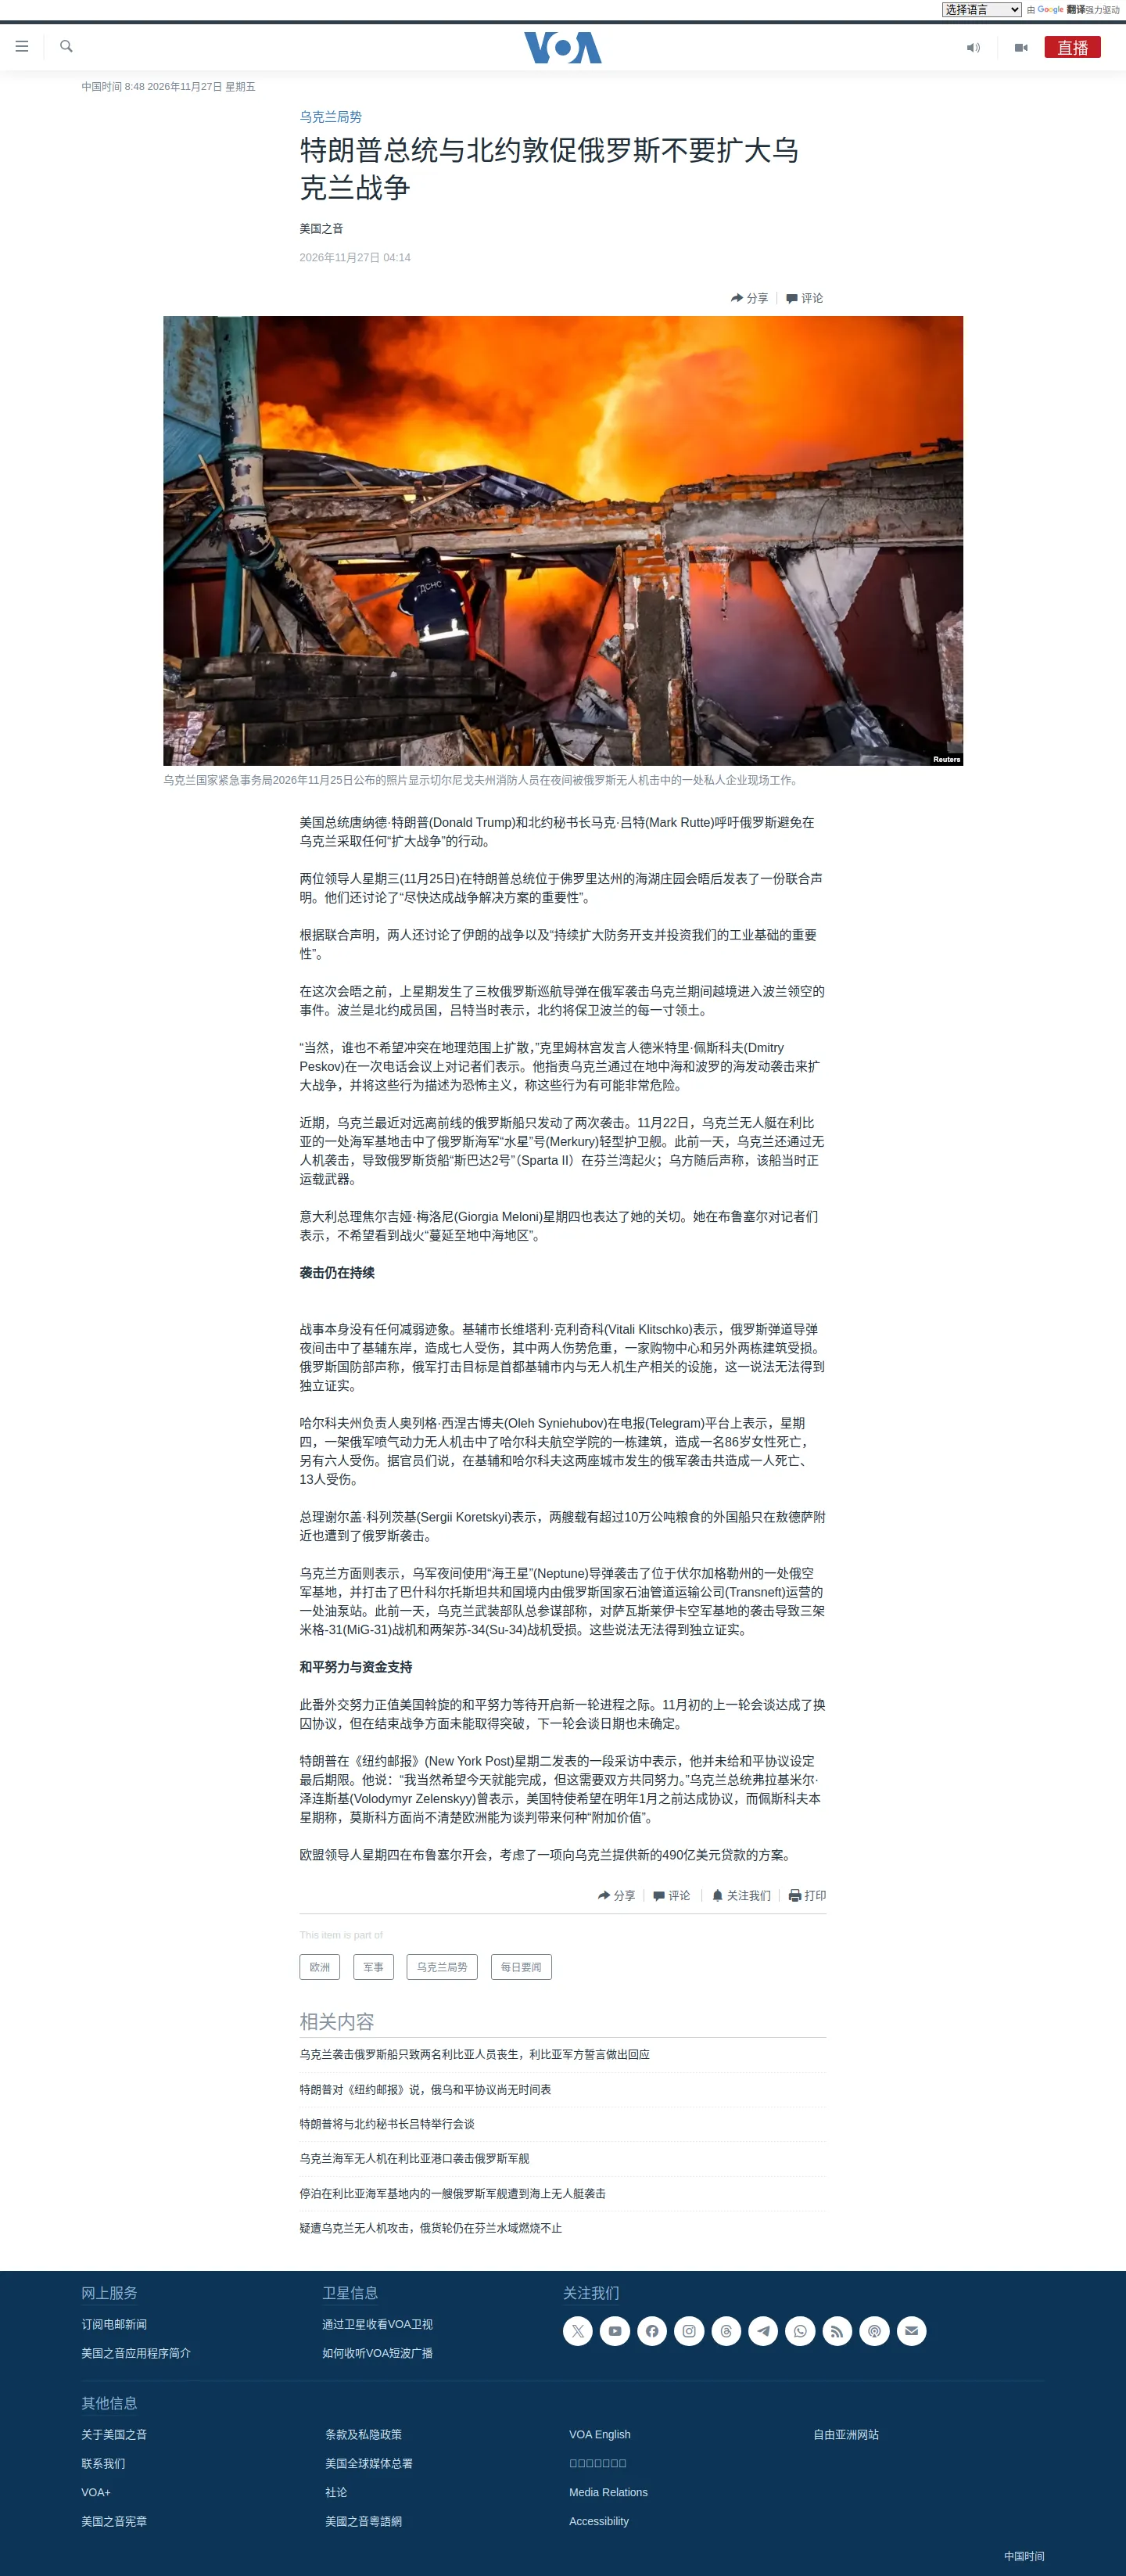 选择语言 由 Google 翻译强力驱动
VOA
直播
中国时间 8:48 2026年11月27日 星期五
乌克兰局势
特朗普总统与北约敦促俄罗斯不要扩大乌
克兰战争
美国之音
2026年11月27日 04:14
分享 评论
ДСНС
Reuters
乌克兰国家紧急事务局2026年11月25日公布的照片显示切尔尼戈夫州消防人员在夜间被俄罗斯无人机击中的一处私人企业现场工作。
美国总统唐纳德·特朗普(Donald Trump)和北约秘书长马克·吕特(Mark Rutte)呼吁俄罗斯避免在
乌克兰采取任何“扩大战争”的行动。
两位领导人星期三(11月25日)在特朗普总统位于佛罗里达州的海湖庄园会晤后发表了一份联合声
明。他们还讨论了“尽快达成战争解决方案的重要性”。
根据联合声明，两人还讨论了伊朗的战争以及“持续扩大防务开支并投资我们的工业基础的重要
性”。
在这次会晤之前，上星期发生了三枚俄罗斯巡航导弹在俄军袭击乌克兰期间越境进入波兰领空的
事件。波兰是北约成员国，吕特当时表示，北约将保卫波兰的每一寸领土。
“当然，谁也不希望冲突在地理范围上扩散，”克里姆林宫发言人德米特里·佩斯科夫(Dmitry
Peskov)在一次电话会议上对记者们表示。他指责乌克兰通过在地中海和波罗的海发动袭击来扩
大战争，并将这些行为描述为恐怖主义，称这些行为有可能非常危险。
近期，乌克兰最近对远离前线的俄罗斯船只发动了两次袭击。11月22日，乌克兰无人艇在利比
亚的一处海军基地击中了俄罗斯海军“水星”号(Merkury)轻型护卫舰。此前一天，乌克兰还通过无
人机袭击，导致俄罗斯货船“斯巴达2号”（Sparta II）在芬兰湾起火；乌方随后声称，该船当时正
运载武器。
意大利总理焦尔吉娅·梅洛尼(Giorgia Meloni)星期四也表达了她的关切。她在布鲁塞尔对记者们
表示，不希望看到战火“蔓延至地中海地区”。
袭击仍在持续
战事本身没有任何减弱迹象。基辅市长维塔利·克利奇科(Vitali Klitschko)表示，俄罗斯弹道导弹
夜间击中了基辅东岸，造成七人受伤，其中两人伤势危重，一家购物中心和另外两栋建筑受损。
俄罗斯国防部声称，俄军打击目标是首都基辅市内与无人机生产相关的设施，这一说法无法得到
独立证实。
哈尔科夫州负责人奥列格·西涅古博夫(Oleh Syniehubov)在电报(Telegram)平台上表示，星期
四，一架俄军喷气动力无人机击中了哈尔科夫航空学院的一栋建筑，造成一名86岁女性死亡，
另有六人受伤。据官员们说，在基辅和哈尔科夫这两座城市发生的俄军袭击共造成一人死亡、
13人受伤。
总理谢尔盖·科列茨基(Sergii Koretskyi)表示，两艘载有超过10万公吨粮食的外国船只在敖德萨附
近也遭到了俄罗斯袭击。
乌克兰方面则表示，乌军夜间使用“海王星”(Neptune)导弹袭击了位于伏尔加格勒州的一处俄空
军基地，并打击了巴什科尔托斯坦共和国境内由俄罗斯国家石油管道运输公司(Transneft)运营的
一处油泵站。此前一天，乌克兰武装部队总参谋部称，对萨瓦斯莱伊卡空军基地的袭击导致三架
米格-31(MiG-31)战机和两架苏-34(Su-34)战机受损。这些说法无法得到独立证实。
和平努力与资金支持
此番外交努力正值美国斡旋的和平努力等待开启新一轮进程之际。11月初的上一轮会谈达成了换
囚协议，但在结束战争方面未能取得突破，下一轮会谈日期也未确定。
特朗普在《纽约邮报》(New York Post)星期二发表的一段采访中表示，他并未给和平协议设定
最后期限。他说：“我当然希望今天就能完成，但这需要双方共同努力。”乌克兰总统弗拉基米尔·
泽连斯基(Volodymyr Zelenskyy)曾表示，美国特使希望在明年1月之前达成协议，而佩斯科夫本
星期称，莫斯科方面尚不清楚欧洲能为谈判带来何种“附加价值”。
欧盟领导人星期四在布鲁塞尔开会，考虑了一项向乌克兰提供新的490亿美元贷款的方案。
分享 评论 关注我们 打印
This item is part of
欧洲 军事 乌克兰局势 每日要闻
相关内容
乌克兰袭击俄罗斯船只致两名利比亚人员丧生，利比亚军方誓言做出回应
特朗普对《纽约邮报》说，俄乌和平协议尚无时间表
特朗普将与北约秘书长吕特举行会谈
乌克兰海军无人机在利比亚港口袭击俄罗斯军舰
停泊在利比亚海军基地内的一艘俄罗斯军舰遭到海上无人艇袭击
疑遭乌克兰无人机攻击，俄货轮仍在芬兰水域燃烧不止
网上服务 卫星信息 关注我们
订阅电邮新闻 通过卫星收看VOA卫视
美国之音应用程序简介 如何收听VOA短波广播
其他信息
关于美国之音 条款及私隐政策 VOA English 自由亚洲网站
联系我们 美国全球媒体总署
VOA+ 社论 Media Relations
美国之音宪章 美國之音粵語網 Accessibility
中国时间